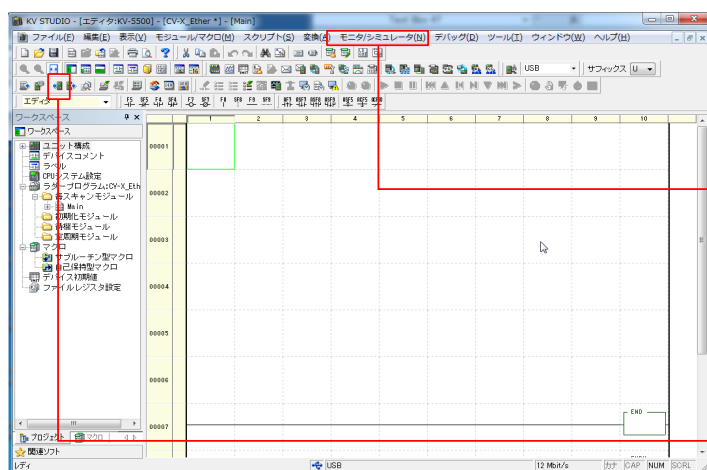 KV STUDIO - [エディタ:KV-5500] - [CV-X_Ether *] - [Main]
ファイル(F) 編集(E) 表示(V) モジュール/マクロ(M) スクリプト(S) 変換(A) モニタ/シミュレータ(N) デバッグ(D) ツール(T) ウィンドウ(W) ヘルプ(H)
USB サフィックス U
エディタ
ワークスペース
ワークスペース
1 2 3 4 5 6 7 8 9 10
ユニット構成
デバイスコメント
ラベル
CPUシステム設定
ラダープログラム:CV-X_Eth
毎スキャンモジュール
Main
初期化モジュール
待機モジュール
定周期モジュール
マクロ
サブルーチン型マクロ
自己保持型マクロ
デバイス初期値
ファイルレジスタ設定
00001
00002
00003
00004
00005
00006
00007
END
プロジェクト マクロ
関連ソフト
レディ USB 12 Mbit/s カナ CAP NUM SCRL